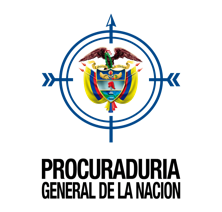 PROCURADURIA
GENERAL DE LA NACION